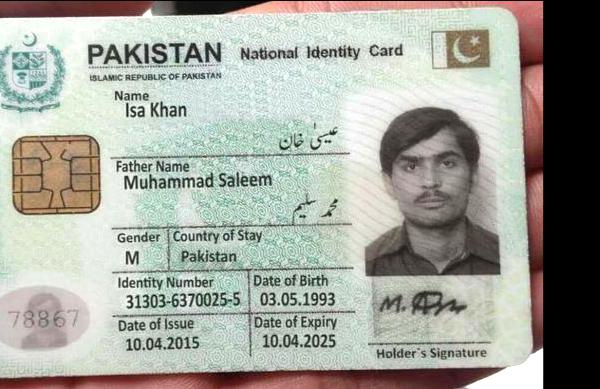 PAKISTAN National Identity Card
ISLAMIC REPUBLIC OF PAKISTAN
Name
Isa Khan
عیسیٰ خان
Father Name
Muhammad Saleem
محمد سلیم
Gender Country of Stay
M Pakistan
Identity Number Date of Birth
31303-6370025-5 03.05.1993
78867
Date of Issue Date of Expiry
10.04.2015 10.04.2025
Holder's Signature